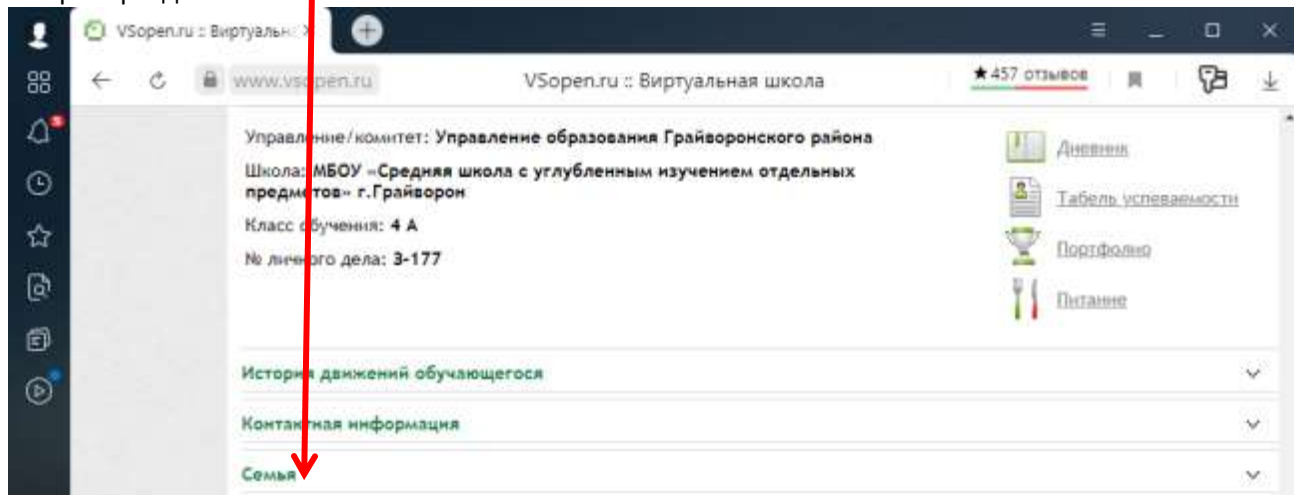 VSopen.ru :: Виртуальн
www.vsopen.ru VSopen.ru :: Виртуальная школа ★457 отзывов
Управление/комитет: Управление образования Грайворонского района
Школа: МБОУ «Средняя школа с углубленным изучением отдельных
предметов» г.Грайворон
Класс обучения: 4 А
№ личного дела: З-177
Дневник
Табель успеваемости
Портфолио
Питание
История движений обучающегося
Контактная информация
Семья